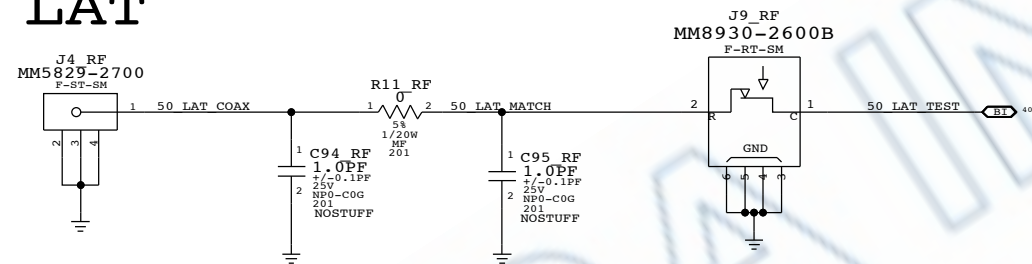 LAT
J4_RF
MM5829-2700
F-ST-SM
1
50_LAT_COAX
2
3
4
R11_RF
0
1
2
5%
1/20W
MF
201
50_LAT_MATCH
1
C94_RF
1.0PF
+/-0.1PF
25V
NP0-C0G
201
NOSTUFF
2
1
C95_RF
1.0PF
+/-0.1PF
25V
NP0-C0G
201
NOSTUFF
2
J9_RF
MM8930-2600B
F-RT-SM
2
R
C
1
GND
6
5
4
3
50_LAT_TEST
BI
40